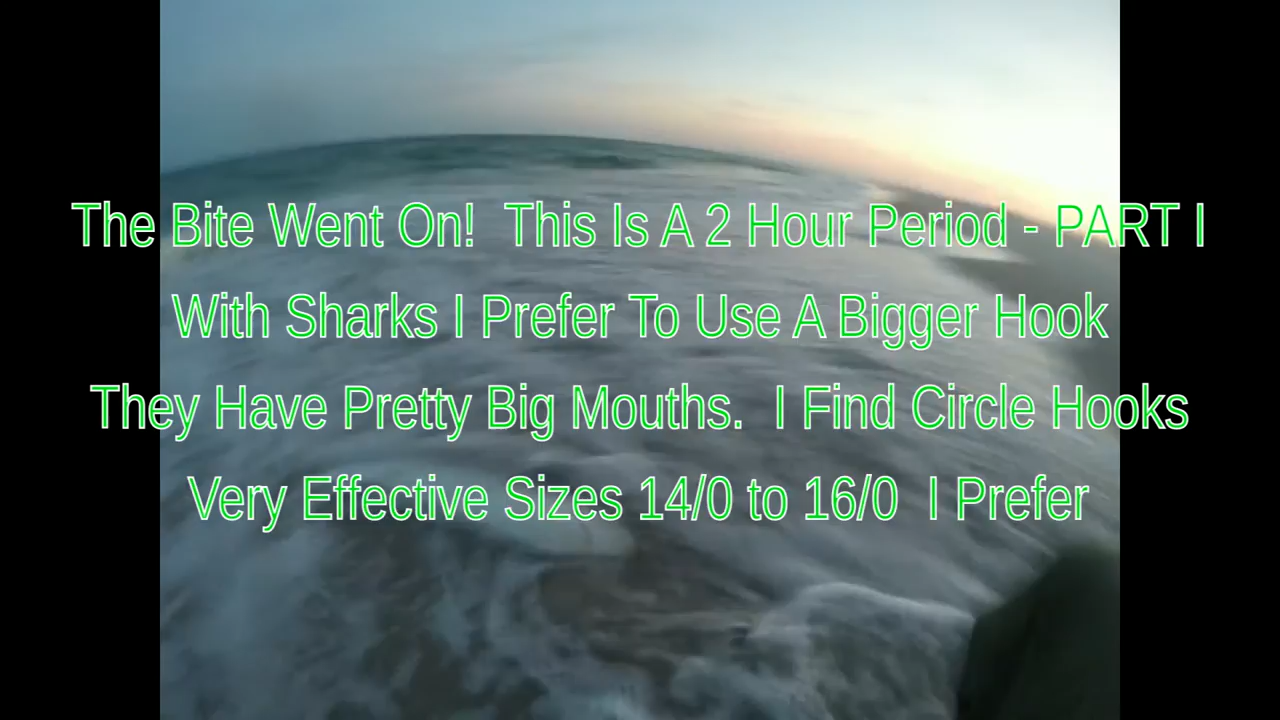 The Bite Went On!  This Is A 2 Hour Period - PART I
With Sharks I Prefer To Use A Bigger Hook
They Have Pretty Big Mouths.  I Find Circle Hooks
Very Effective Sizes 14/0 to 16/0  I Prefer